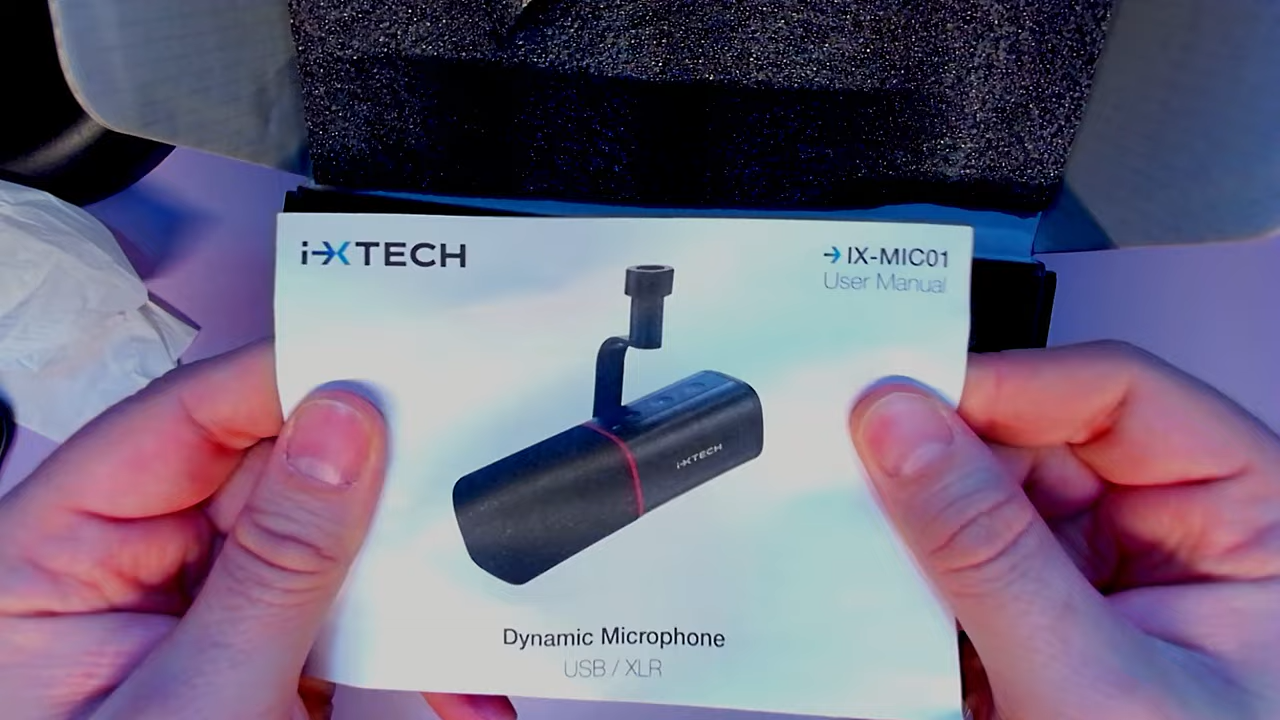 i-XTECH
IX-MIC01
User Manual
i-XTECH
Dynamic Microphone
USB / XLR